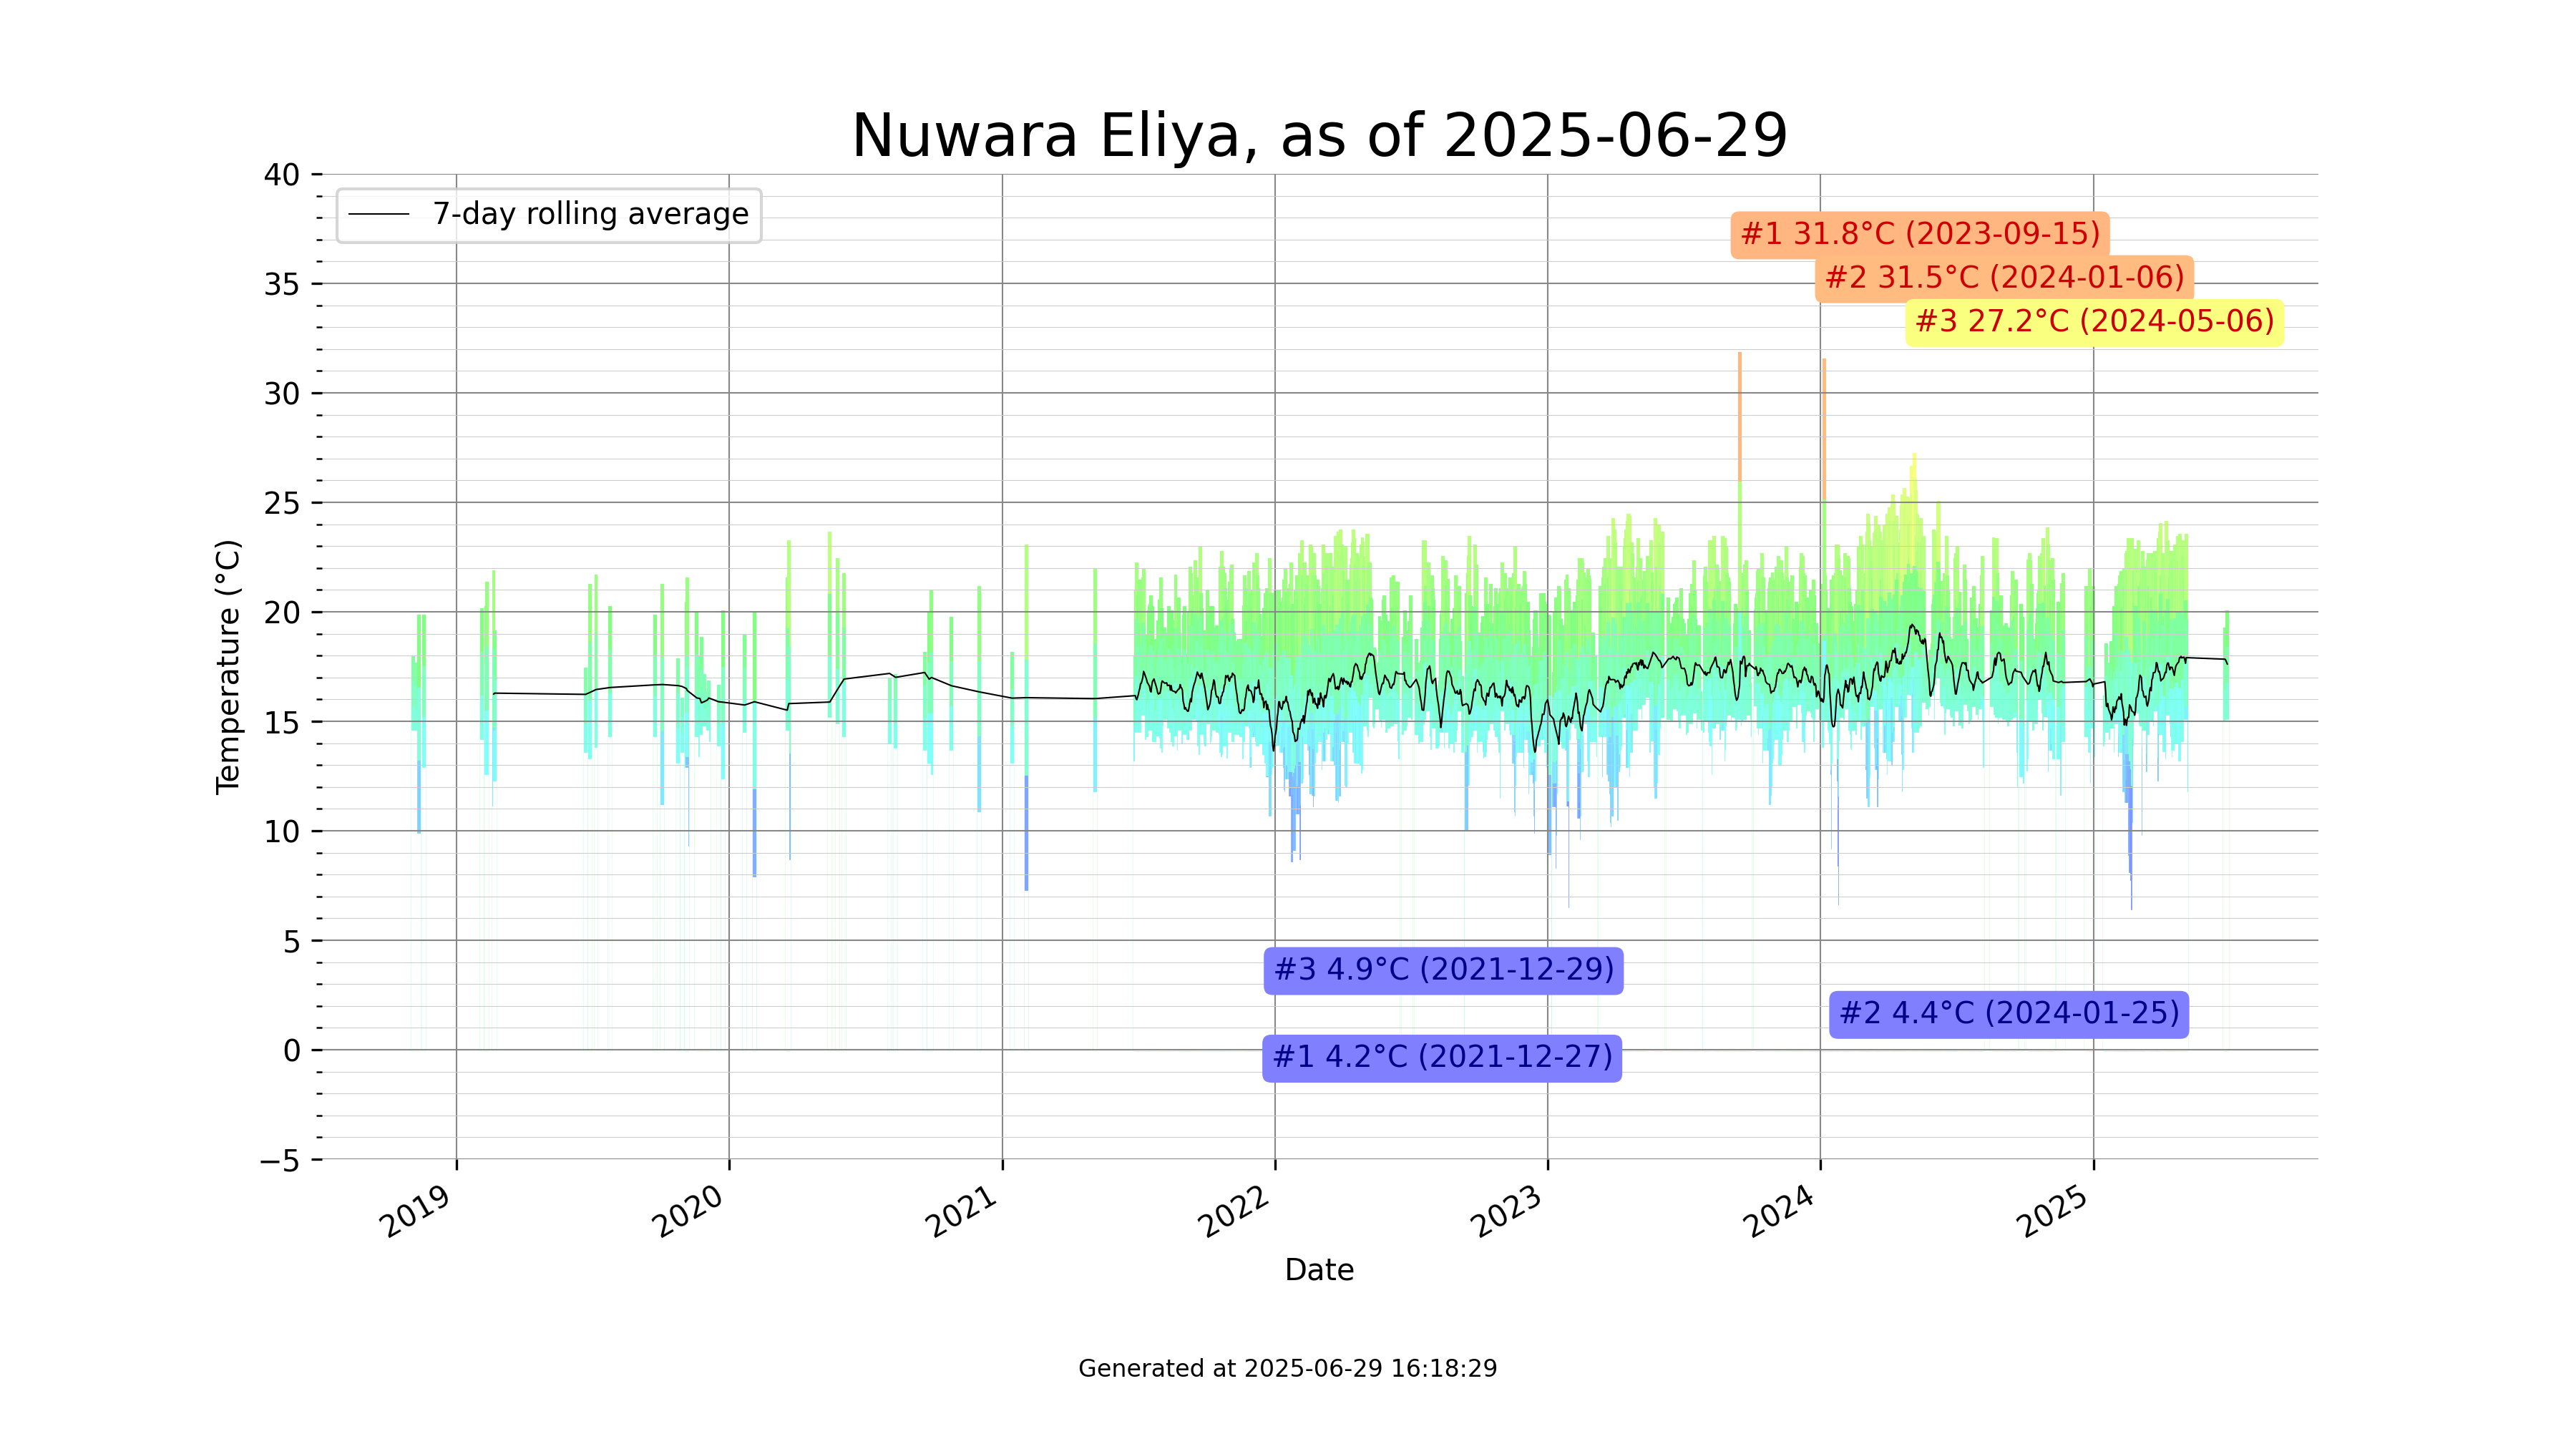 Nuwara Eliya, as of 2025-06-29
7-day rolling average
#1 31.8°C (2023-09-15)
#2 31.5°C (2024-01-06)
#3 27.2°C (2024-05-06)
#3 4.9°C (2021-12-29)
#2 4.4°C (2024-01-25)
#1 4.2°C (2021-12-27)
Temperature (°C)
40
35
30
25
20
15
10
5
0
−5
2019
2020
2021
2022
2023
2024
2025
Date
Generated at 2025-06-29 16:18:29